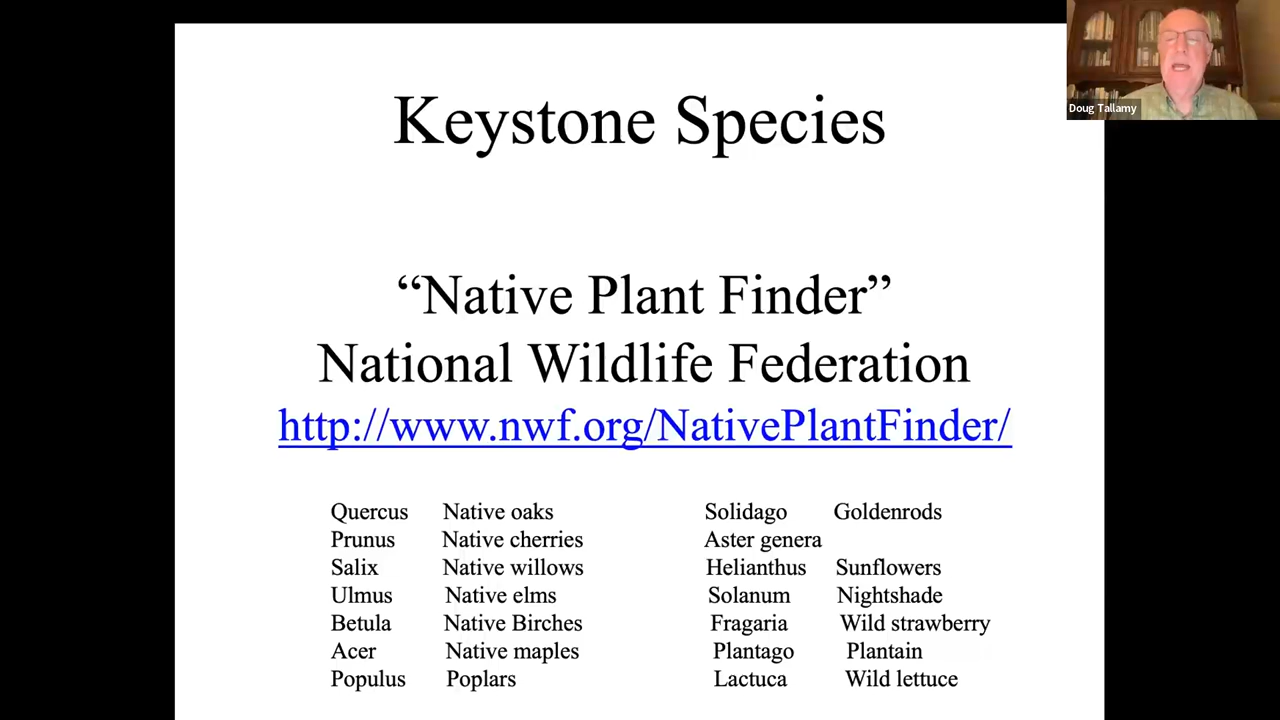 Keystone Species
Doug Tallamy
“Native Plant Finder”
National Wildlife Federation
http://www.nwf.org/NativePlantFinder/
Quercus Native oaks
Prunus Native cherries
Salix Native willows
Ulmus Native elms
Betula Native Birches
Acer Native maples
Populus Poplars
Solidago Goldenrods
Aster genera
Helianthus Sunflowers
Solanum Nightshade
Fragaria Wild strawberry
Plantago Plantain
Lactuca Wild lettuce